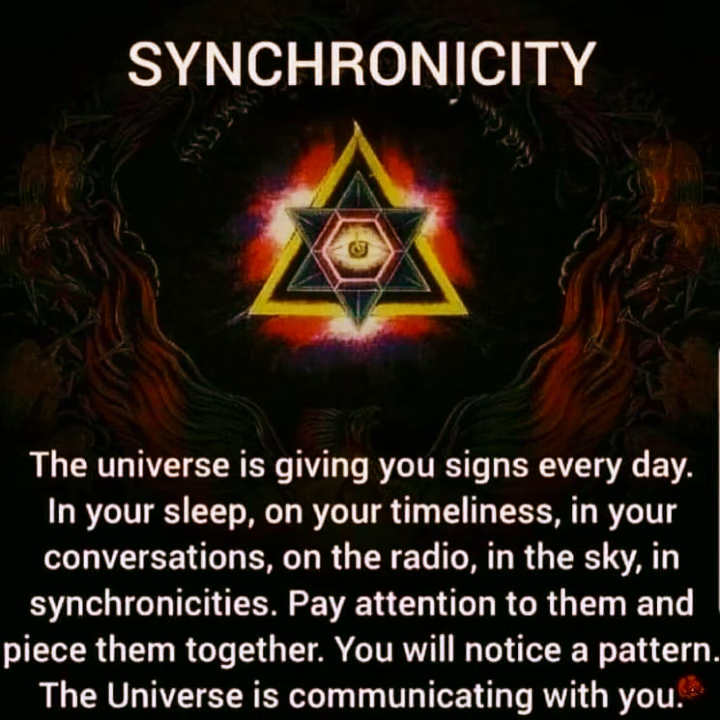 SYNCHRONICITY
The universe is giving you signs every day.
In your sleep, on your timeliness, in your
conversations, on the radio, in the sky, in
synchronicities. Pay attention to them and
piece them together. You will notice a pattern.
The Universe is communicating with you.